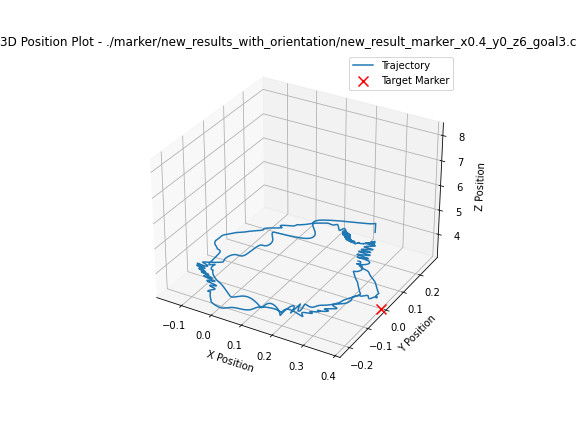 3D Position Plot - ./marker/new_results_with_orientation/new_result_marker_x0.4_y0_z6_goal3.c
Trajectory
Target Marker
8
7
6
5
4
Z Position
0.2
0.1
0.0
-0.1
-0.2
Y Position
−0.1
0.0
0.1
0.2
0.3
0.4
X Position